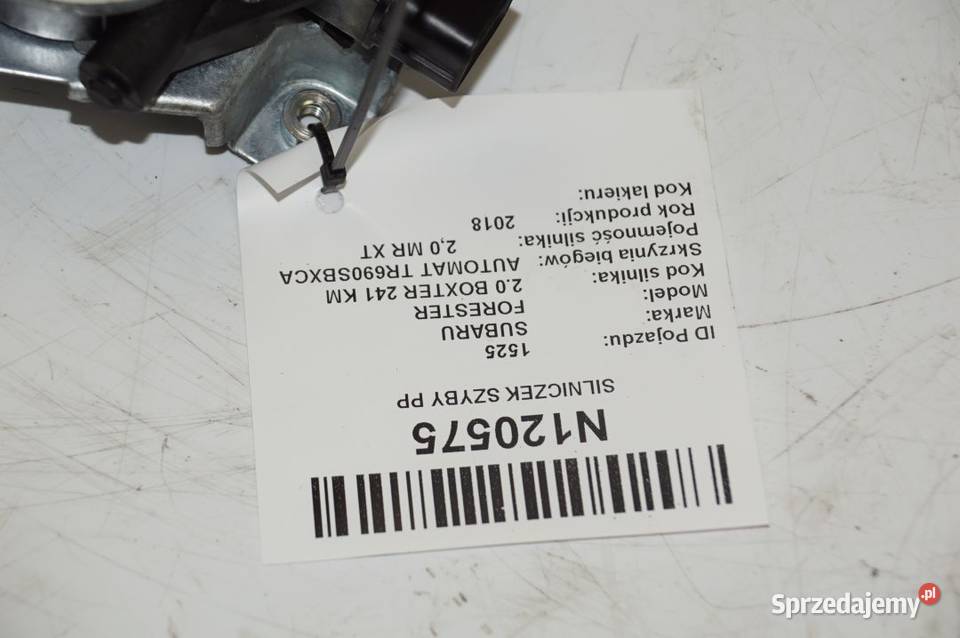 N120575
SILNICZEK SZYBY PP
ID Pojazdu: 1525
Marka: SUBARU
Model: FORESTER
Kod silnika: 2.0 BOXTER 241 KM
Skrzynia biegów: AUTOMAT TR690SBXCA
Pojemność silnika: 2,0 MR XT
Rok produkcji: 2018
Kod lakieru:
Sprzedajemy.pl